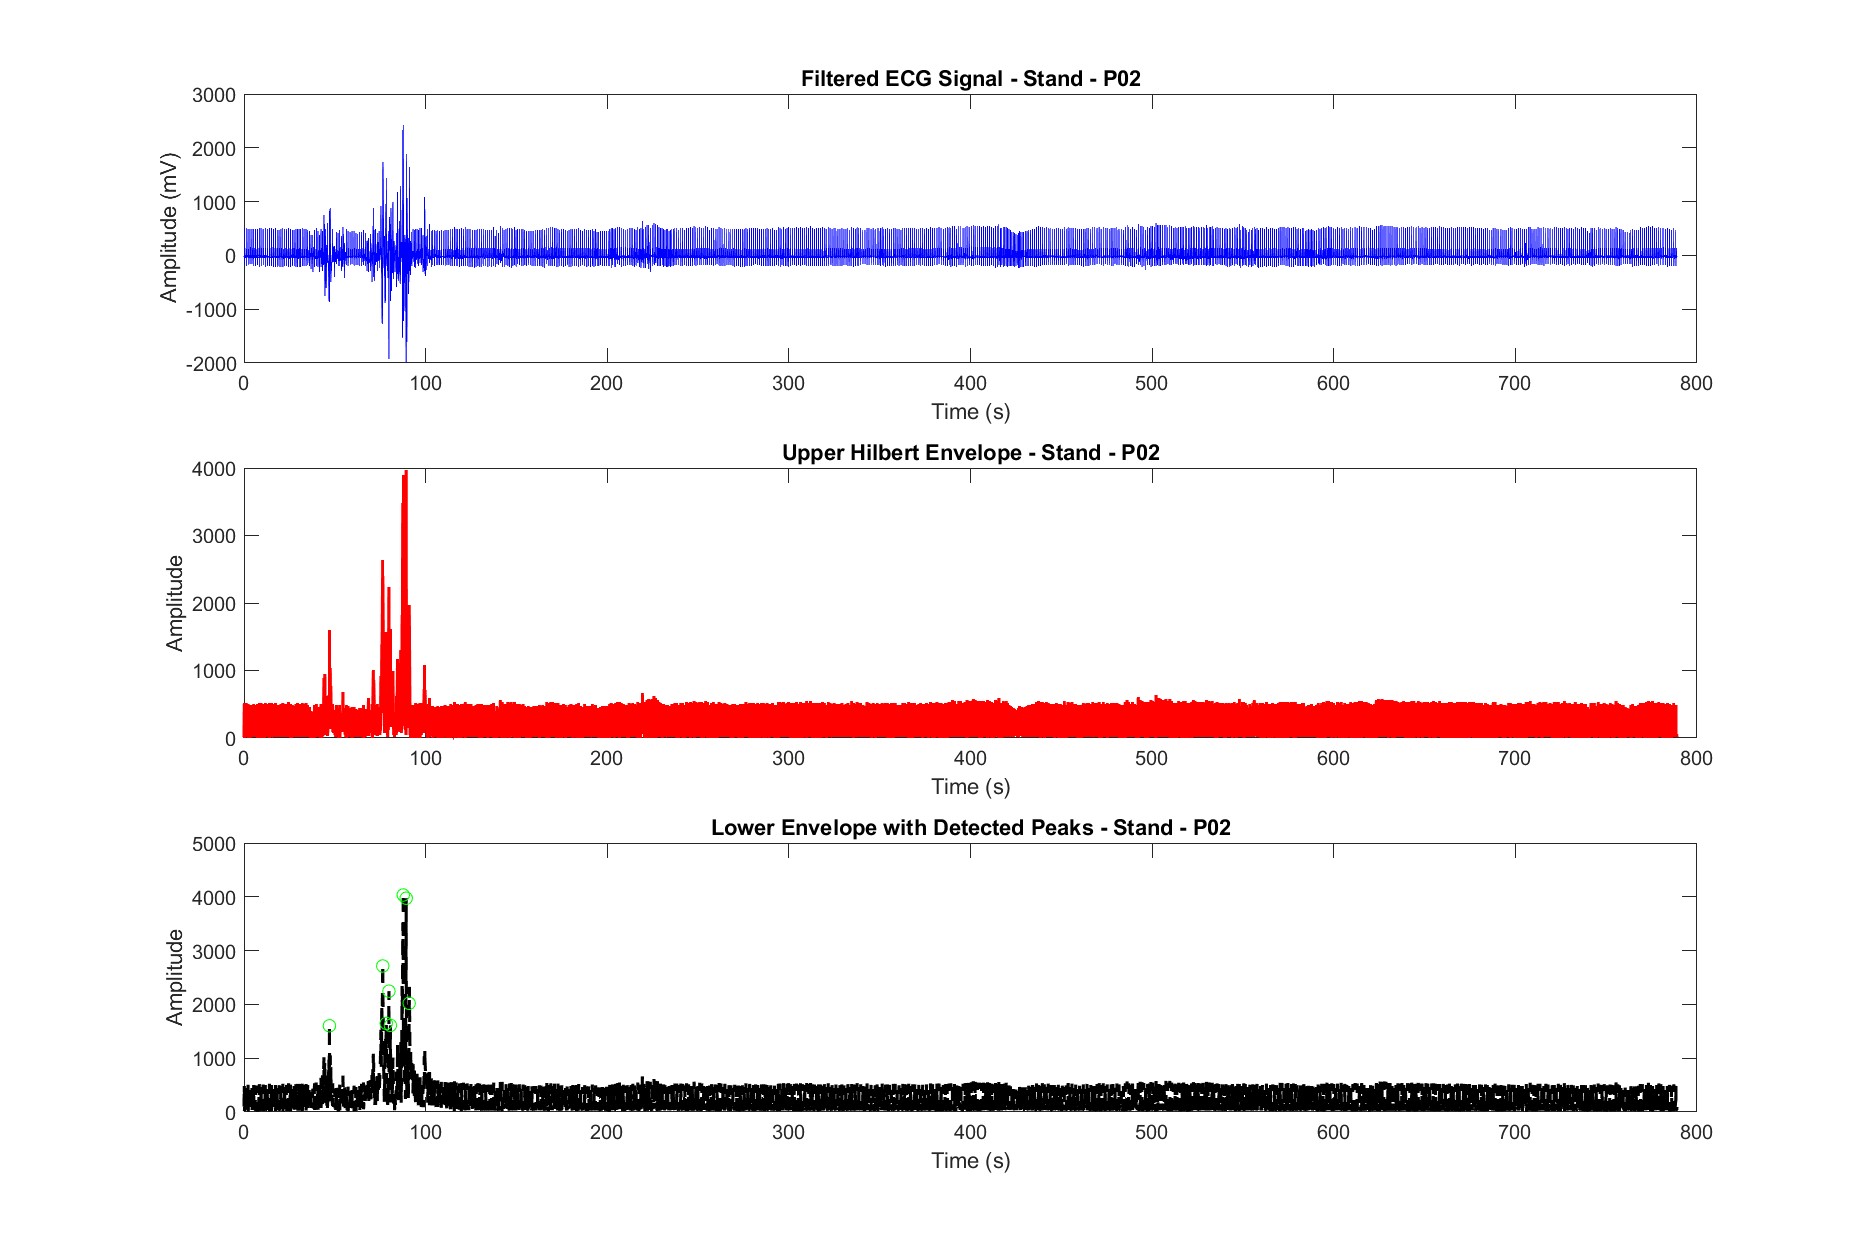 Filtered ECG Signal - Stand - P02
3000
2000
1000
0
-1000
-2000
Amplitude (mV)
0 100 200 300 400 500 600 700 800
Time (s)
Upper Hilbert Envelope - Stand - P02
4000
3000
2000
1000
0
Amplitude
0 100 200 300 400 500 600 700 800
Time (s)
Lower Envelope with Detected Peaks - Stand - P02
5000
4000
3000
2000
1000
0
Amplitude
0 100 200 300 400 500 600 700 800
Time (s)